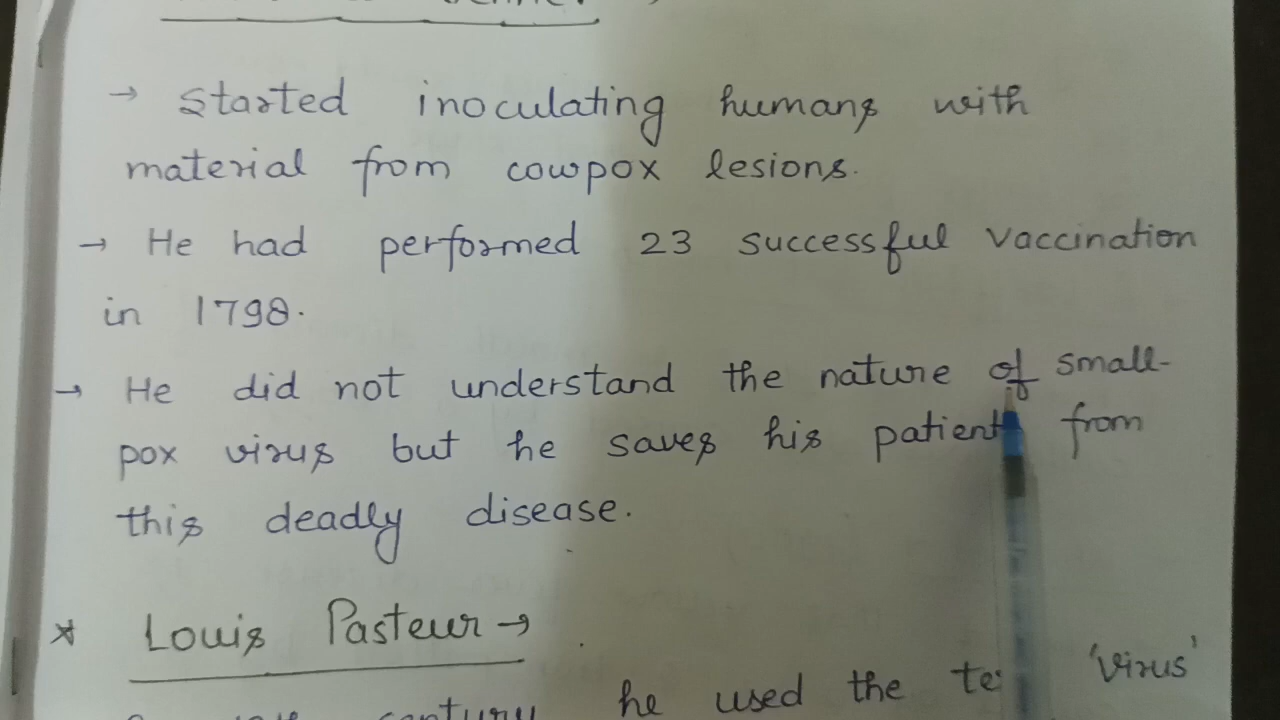 → Started inoculating humans with
material from cowpox lesions.
→ He had performed 23 successful vaccination
in 1798.
→ He did not understand the nature of small-
pox virus but he saves his patient from
this deadly disease.
* Louis Pasteur →
century he used the 'virus'